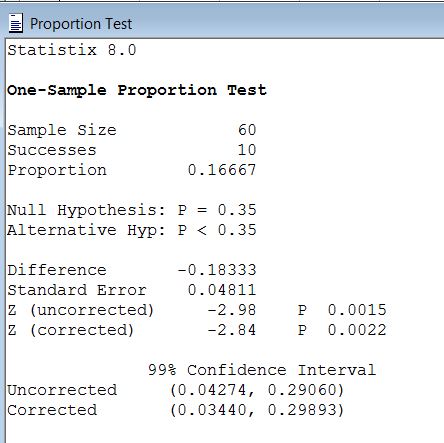 Proportion Test
Statistix 8.0
One-Sample Proportion Test
Sample Size 60
Successes 10
Proportion 0.16667
Null Hypothesis: P = 0.35
Alternative Hyp: P < 0.35
Difference -0.18333
Standard Error 0.04811
Z (uncorrected) -2.98 P 0.0015
Z (corrected) -2.84 P 0.0022
99% Confidence Interval
Uncorrected (0.04274, 0.29060)
Corrected (0.03440, 0.29893)